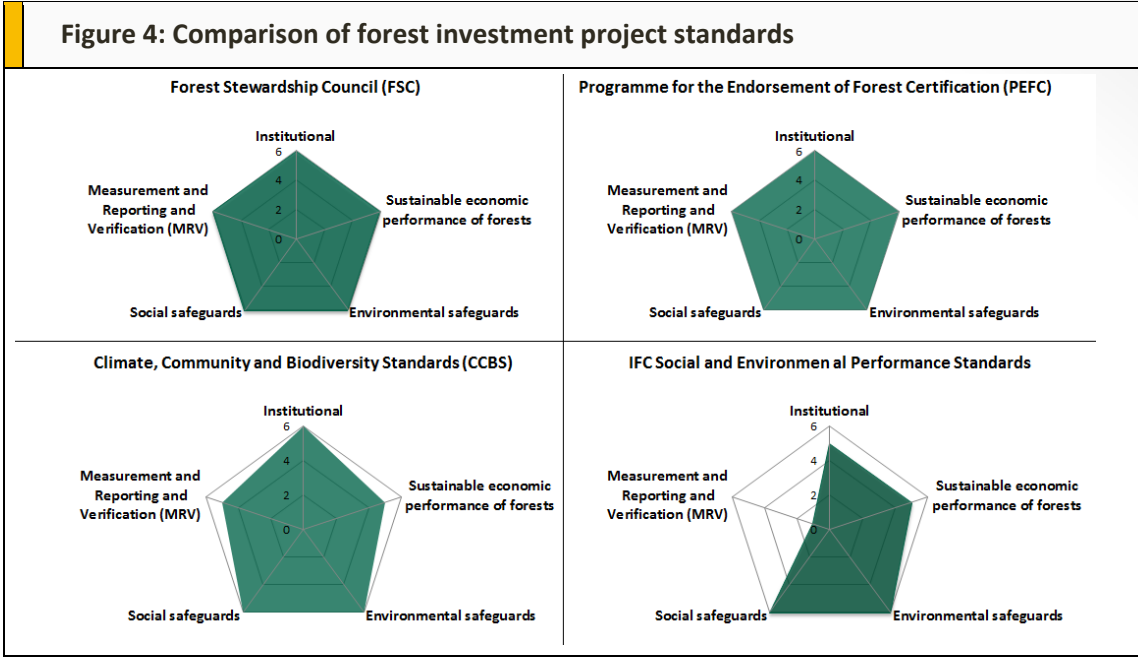 Figure 4: Comparison of forest investment project standards
Forest Stewardship Council (FSC)
Institutional
6
4
2
0
Measurement and
Reporting and
Verification (MRV)
Sustainable economic
performance of forests
Social safeguards
Environmental safeguards
Programme for the Endorsement of Forest Certification (PEFC)
Institutional
6
4
2
0
Measurement and
Reporting and
Verification (MRV)
Sustainable economic
performance of forests
Social safeguards
Environmental safeguards
Climate, Community and Biodiversity Standards (CCBS)
Institutional
6
4
2
0
Measurement and
Reporting and
Verification (MRV)
Sustainable economic
performance of forests
Social safeguards
Environmental safeguards
IFC Social and Environmen al Performance Standards
Institutional
6
4
2
0
Measurement and
Reporting and
Verification (MRV)
Sustainable economic
performance of forests
Social safeguards
Environmental safeguards